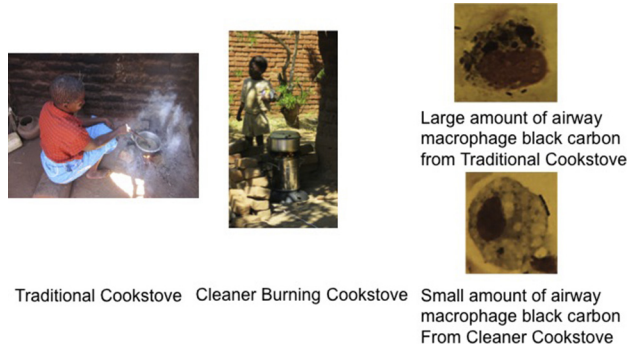 Large amount of airway
macrophage black carbon
from Traditional Cookstove
Traditional Cookstove
Cleaner Burning Cookstove
Small amount of airway
macrophage black carbon
From Cleaner Cookstove